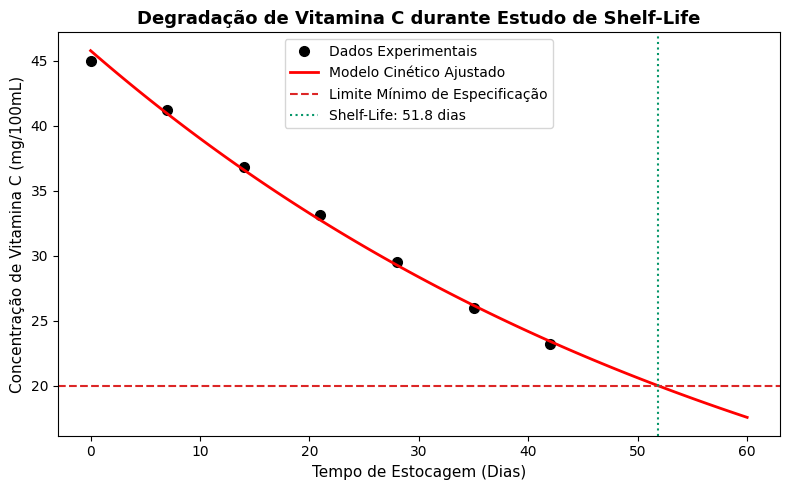 Degradação de Vitamina C durante Estudo de Shelf-Life
Dados Experimentais
Modelo Cinético Ajustado
Limite Mínimo de Especificação
Shelf-Life: 51.8 dias
Concentração de Vitamina C (mg/100mL)
45
40
35
30
25
20
0 10 20 30 40 50 60
Tempo de Estocagem (Dias)